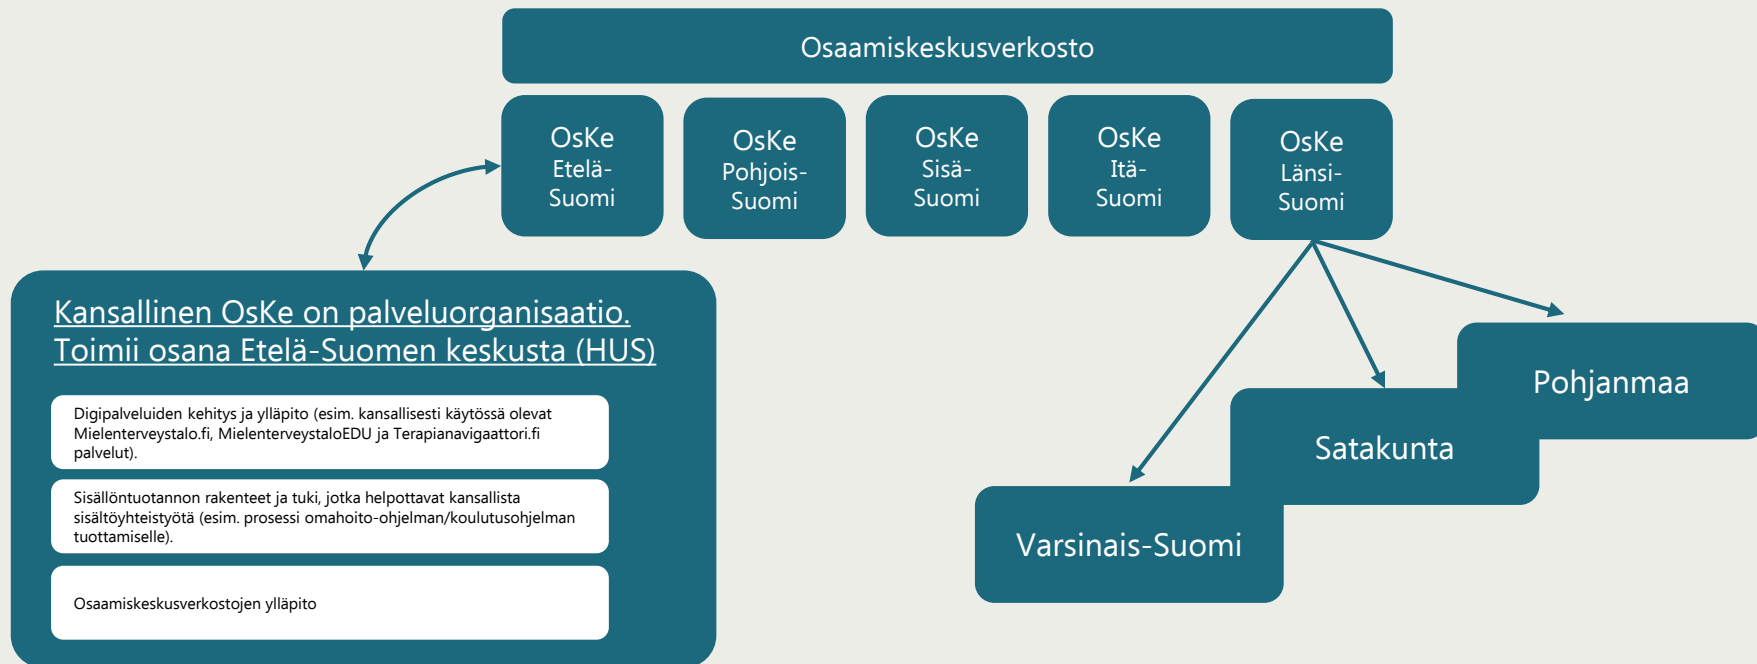 Osaamiskeskusverkosto
OsKe
Etelä-
Suomi
OsKe
Pohjois-
Suomi
OsKe
Sisä-
Suomi
OsKe
Itä-
Suomi
OsKe
Länsi-
Suomi
Kansallinen OsKe on palveluorganisaatio.
Toimii osana Etelä-Suomen keskusta (HUS)
Digipalveluiden kehitys ja ylläpito (esim. kansallisesti käytössä olevat
Mielenterveystalo.fi, MielenterveystaloEDU ja Terapianavigaattori.fi
palvelut).
Sisällöntuotannon rakenteet ja tuki, jotka helpottavat kansallista
sisältöyhteistyötä (esim. prosessi omahoito-ohjelman/koulutusohjelman
tuottamiselle).
Osaamiskeskusverkostojen ylläpito
Pohjanmaa
Satakunta
Varsinais-Suomi